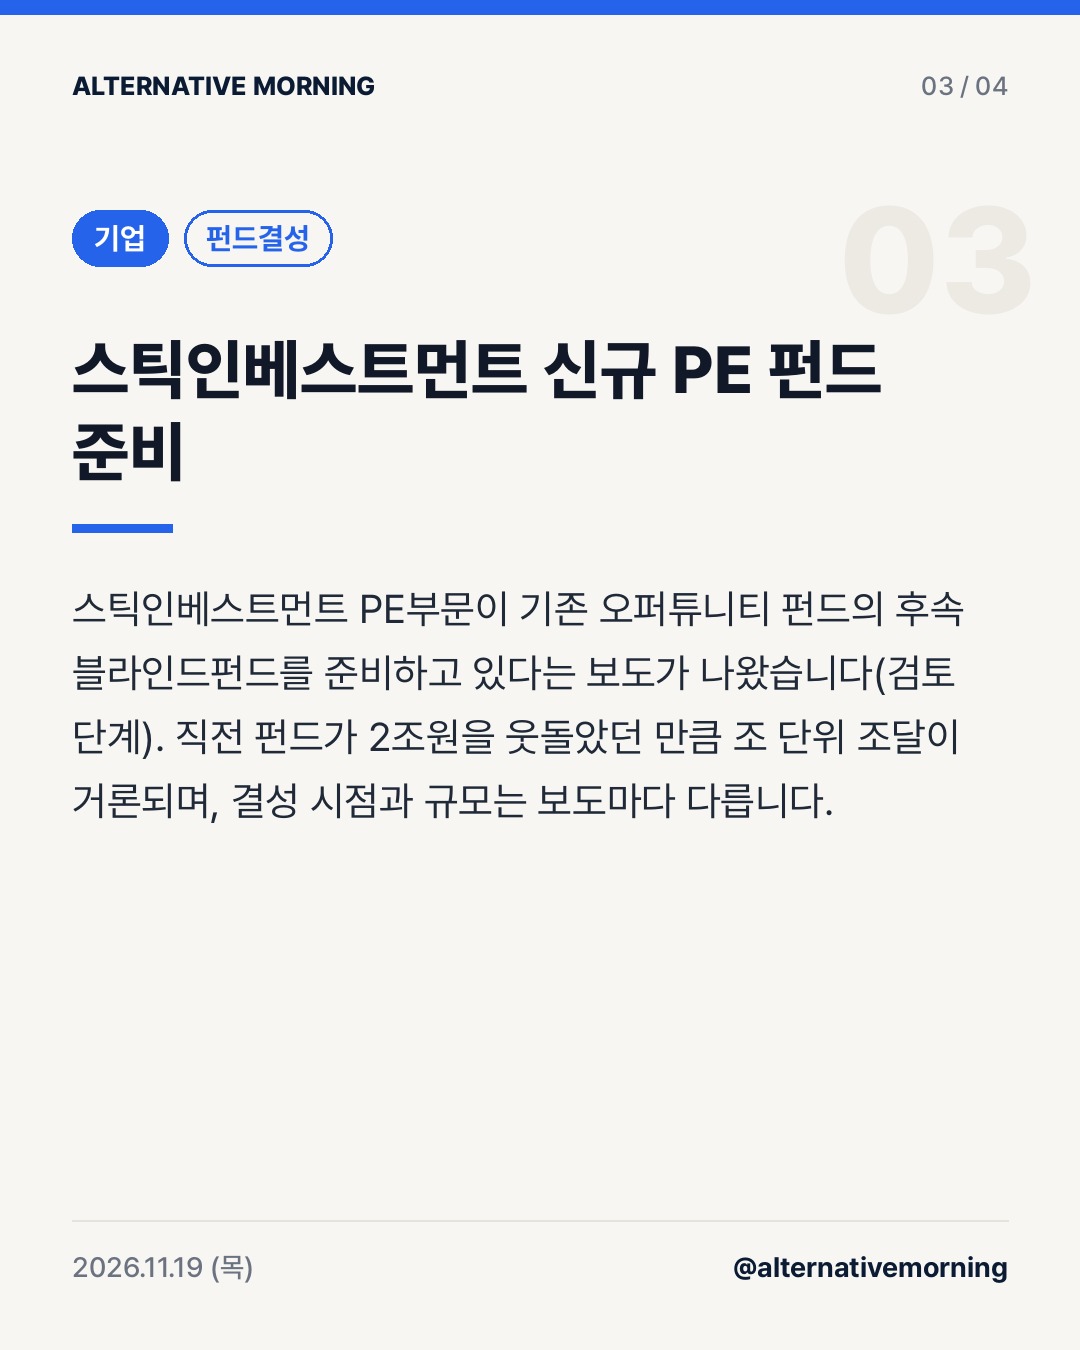 ALTERNATIVE MORNING
03 / 04
기업
펀드결성
03
스틱인베스트먼트 신규 PE 펀드
준비
스틱인베스트먼트 PE부문이 기존 오퍼튜니티 펀드의 후속
블라인드펀드를 준비하고 있다는 보도가 나왔습니다(검토
단계). 직전 펀드가 2조원을 웃돌았던 만큼 조 단위 조달이
거론되며, 결성 시점과 규모는 보도마다 다릅니다.
2026.11.19 (목)
@alternativemorning